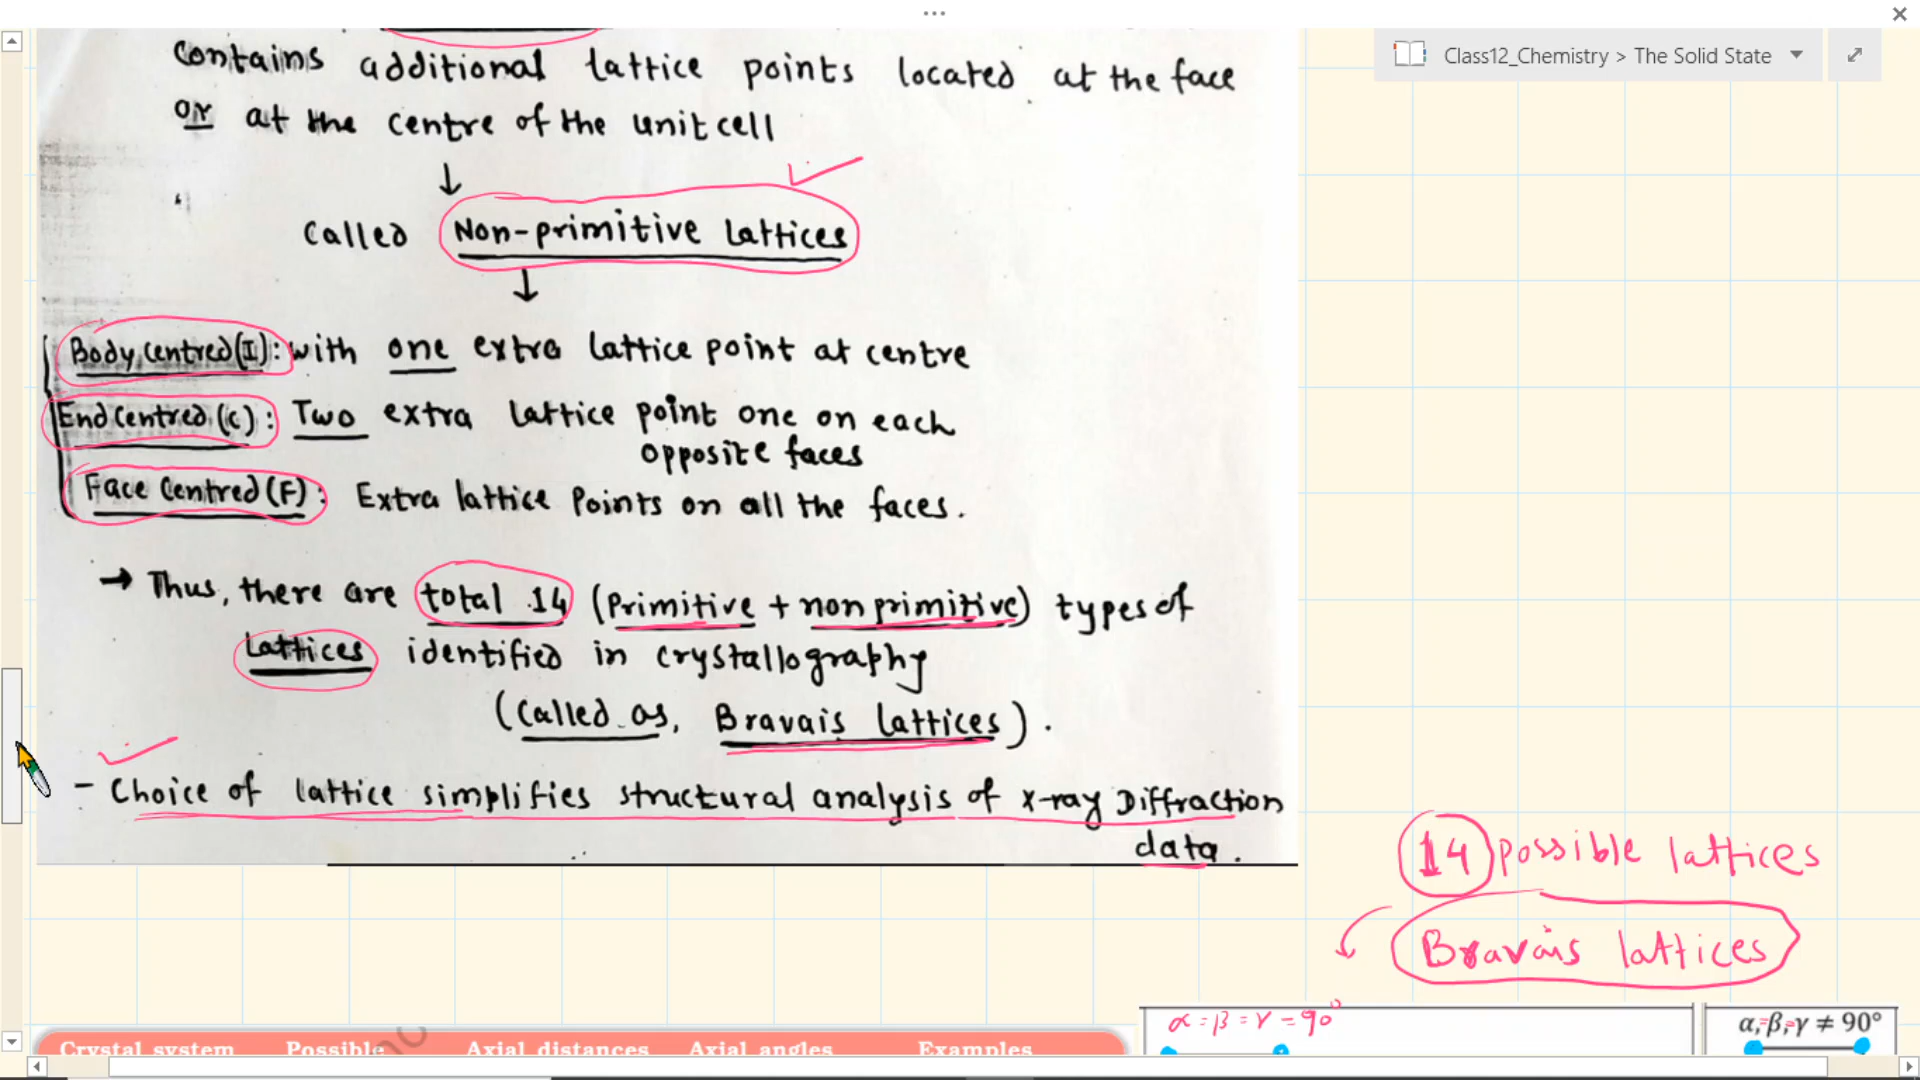 Class12_Chemistry > The Solid State
contains additional lattice points located at the face
or at the centre of the unit cell
↓
called Non-primitive Lattices
↓
Body centred (I): with one extra lattice point at centre
End centred (C): Two extra lattice point one on each
opposite faces
Face Centred (F): Extra lattice Points on all the faces.
→ Thus, there are total 14 (Primitive + non primitive) types of
Lattices identified in crystallography
(called as, Bravais lattices).
- Choice of lattice simplifies structural analysis of x-ray Diffraction
data.
14 possible lattices
Bravais lattices
α = β = γ = 90°
α,=β,=γ ≠ 90°
Crystal system Possible Axial distances Axial angles Examples